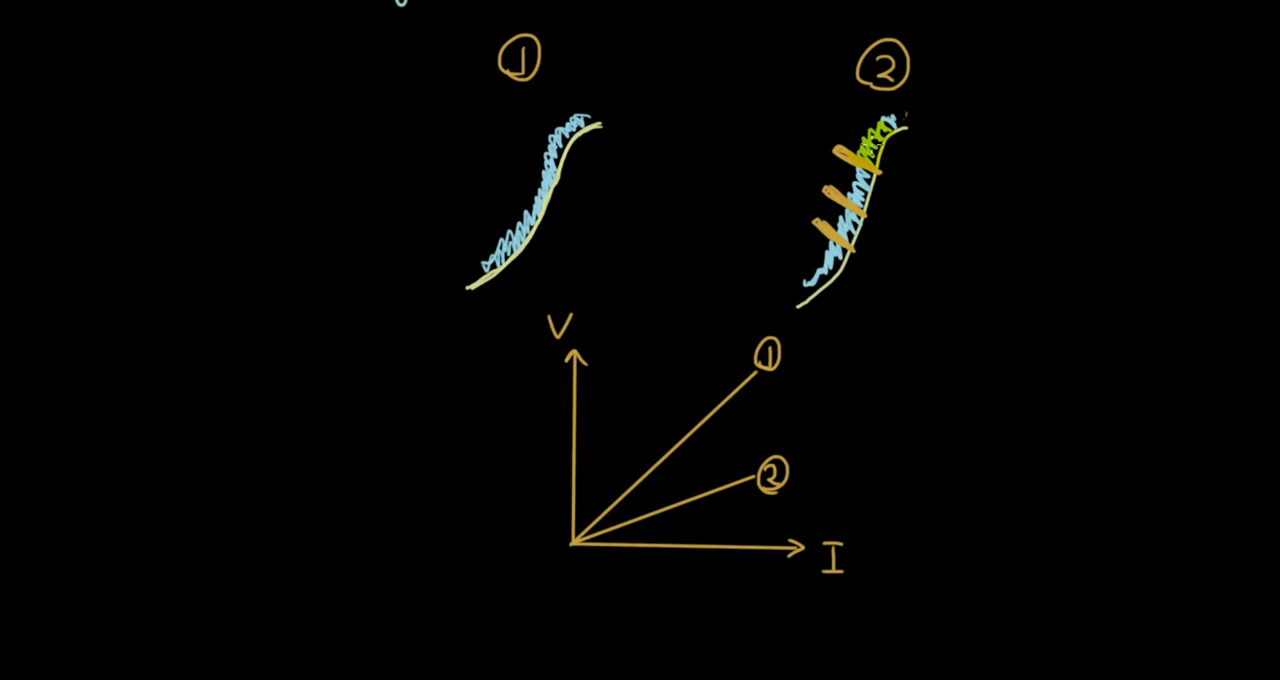 ① ②
V
①
②
I